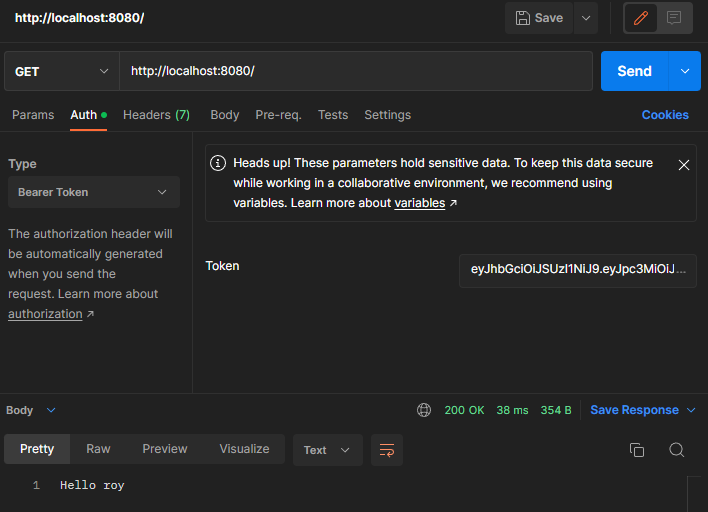 http://localhost:8080/
Save
GET
http://localhost:8080/
Send
Params
Auth
Headers (7)
Body
Pre-req.
Tests
Settings
Cookies
Type
Bearer Token
The authorization header will
be automatically generated
when you send the
request. Learn more about
authorization ↗
Heads up! These parameters hold sensitive data. To keep this data secure
while working in a collaborative environment, we recommend using
variables. Learn more about variables ↗
Token
eyJhbGciOiJSUzI1NiJ9.eyJpc3MiOiJ...
Body
200 OK
38 ms
354 B
Save Response
Pretty
Raw
Preview
Visualize
Text
1
Hello roy